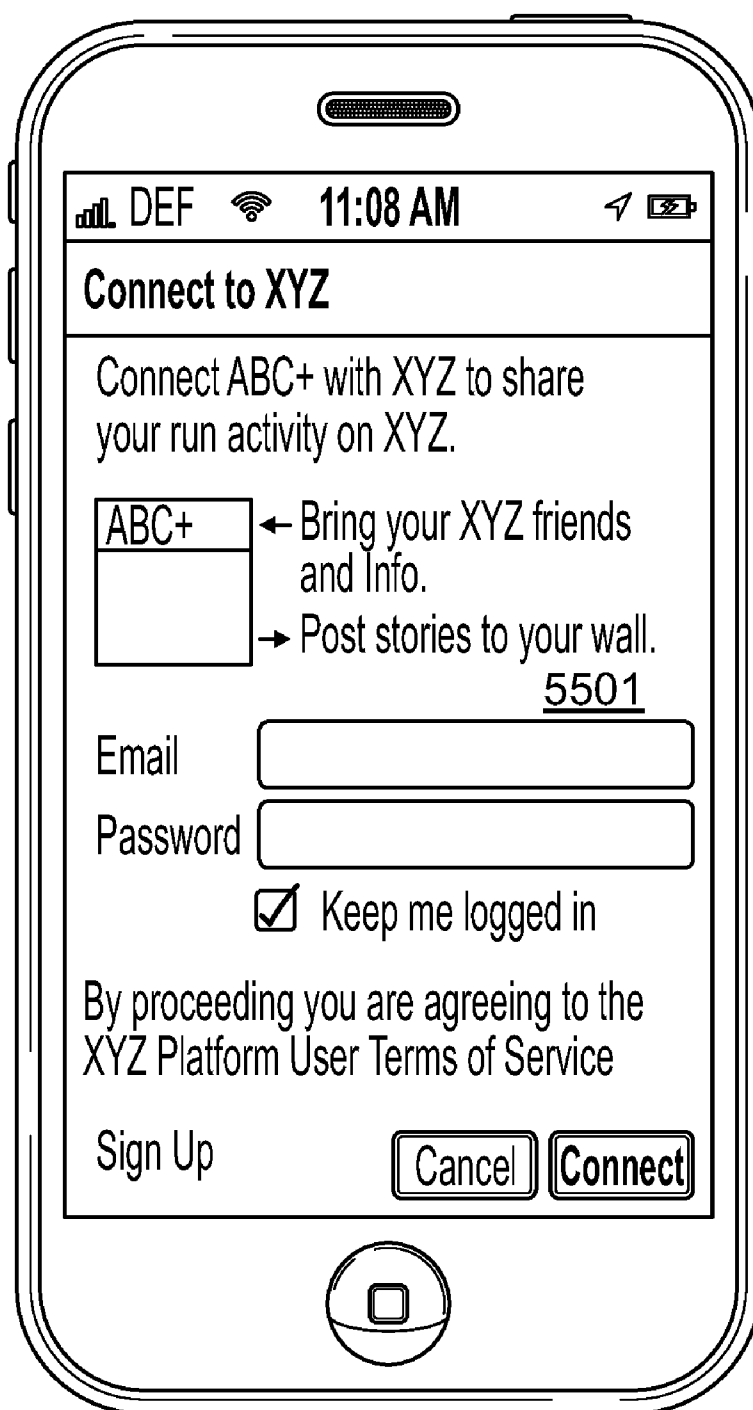 DEF 11:08 AM
Connect to XYZ
Connect ABC+ with XYZ to share
your run activity on XYZ.
ABC+
Bring your XYZ friends
and Info.
Post stories to your wall.
5501
Email
Password
Keep me logged in
By proceeding you are agreeing to the
XYZ Platform User Terms of Service
Sign Up Cancel Connect